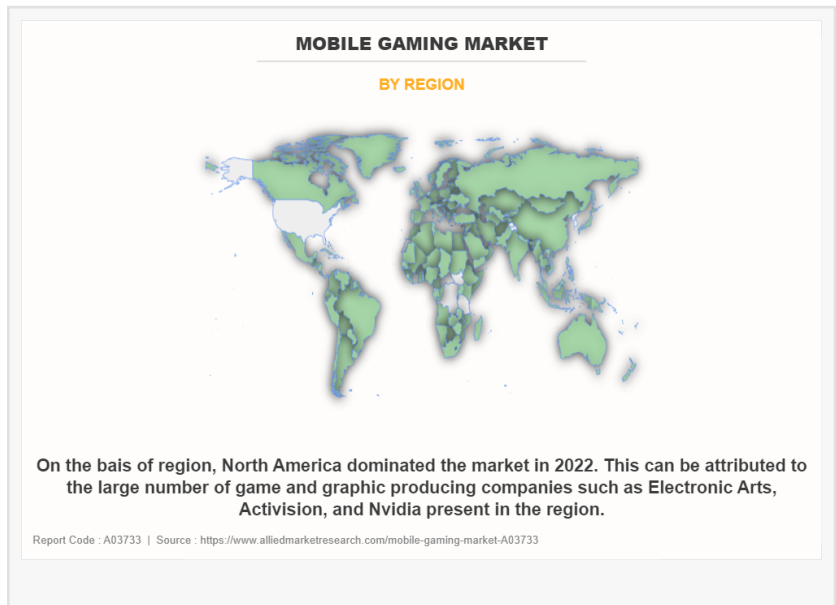 MOBILE GAMING MARKET
BY REGION
On the bais of region, North America dominated the market in 2022. This can be attributed to
the large number of game and graphic producing companies such as Electronic Arts,
Activision, and Nvidia present in the region.
Report Code : A03733 | Source : https://www.alliedmarketresearch.com/mobile-gaming-market-A03733